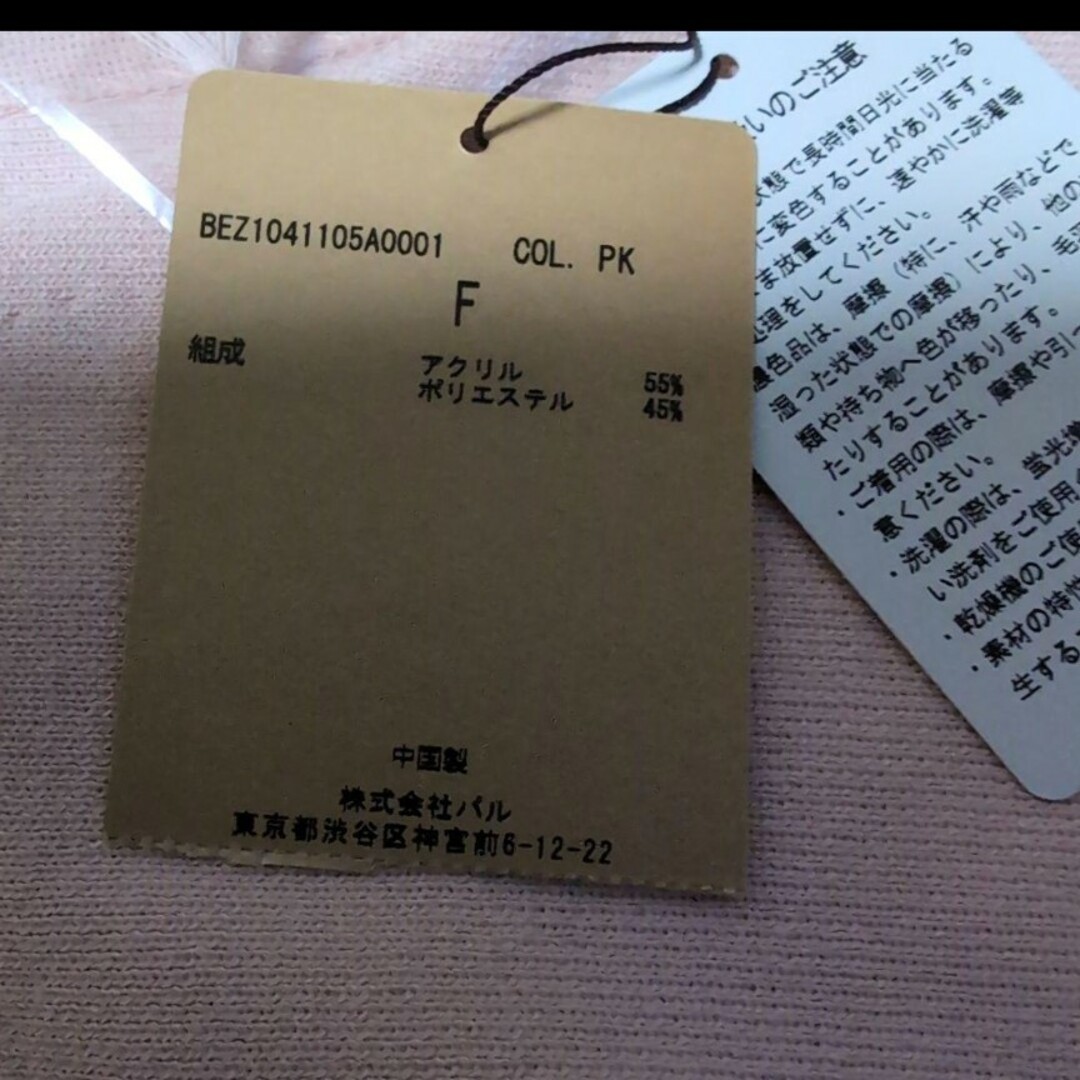 BEZ1041105A0001 COL. PK
F
組成
アクリル 55%
ポリエステル 45%
中国製
株式会社パル
東京都渋谷区神宮前6-12-22
いのご注意
状態で長時間日光に当たる
に変色することがあります。
ま放置せずに、速やかに洗濯等
処理をしてください。
色品は、摩擦(特に、汗や雨などで
湿った状態での摩擦)により、他の
類や持ち物へ色が移ったり、毛羽
たりすることがあります。
・ご着用の際は、摩擦や引っ
意ください。
・洗濯の際は、蛍光増
い洗剤をご使用く
・乾燥機のご使
・素材の特性
生する